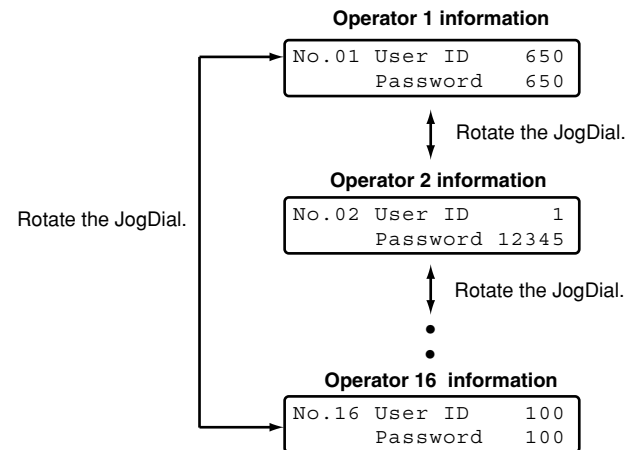 Operator 1 information
No.01 User ID 650
Password 650
Rotate the JogDial.
Operator 2 information
Rotate the JogDial.
No.02 User ID 1
Password 12345
Rotate the JogDial.
Operator 16 information
No.16 User ID 100
Password 100